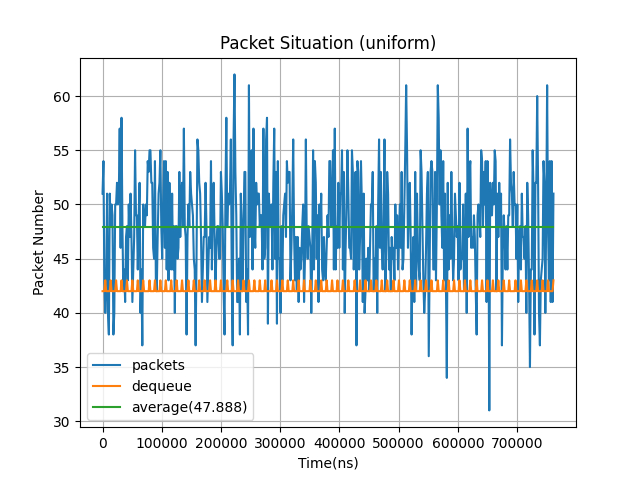 Packet Situation (uniform)
Packet Number
60
55
50
45
40
35
30
packets
dequeue
average(47.888)
0 100000 200000 300000 400000 500000 600000 700000
Time(ns)